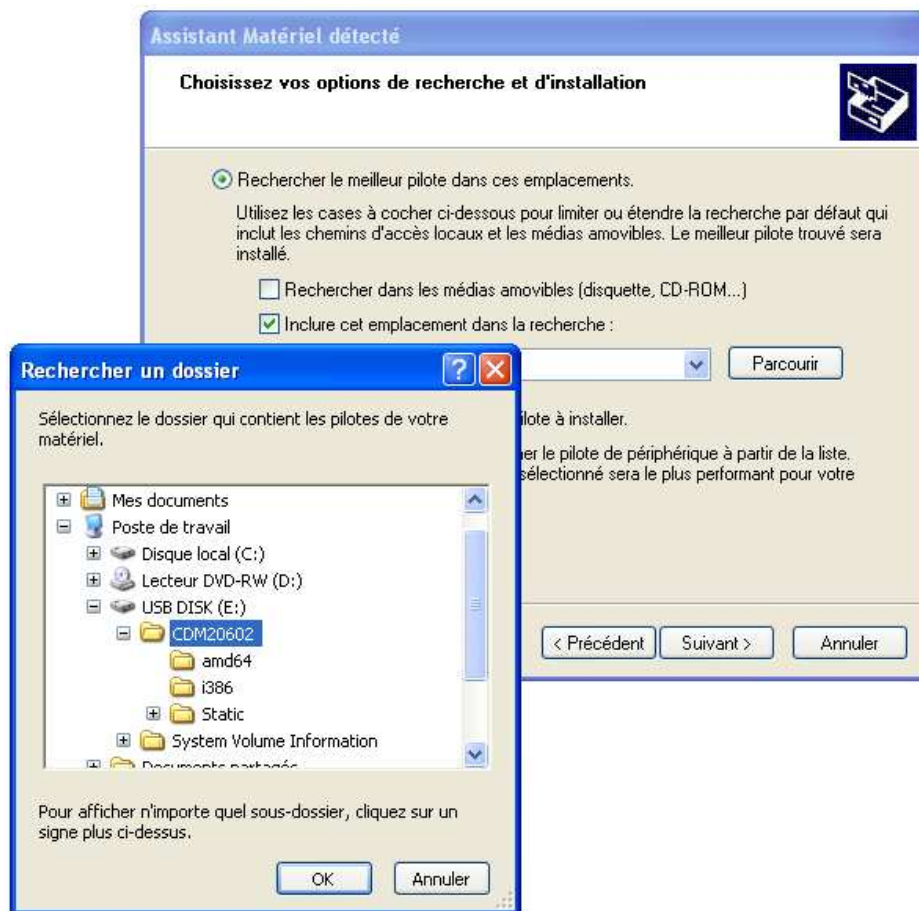 Assistant Matériel détecté
Choisissez vos options de recherche et d'installation
Rechercher le meilleur pilote dans ces emplacements.
Utilisez les cases à cocher ci-dessous pour limiter ou étendre la recherche par défaut qui
inclut les chemins d'accès locaux et les médias amovibles. Le meilleur pilote trouvé sera
installé.
Rechercher dans les médias amovibles (disquette, CD-ROM...)
Inclure cet emplacement dans la recherche :
Parcourir
à installer.
le pilote de périphérique à partir de la liste.
sélectionné sera le plus performant pour votre
< Précédent
Suivant >
Annuler
Rechercher un dossier
Sélectionnez le dossier qui contient les pilotes de votre
matériel.
Mes documents
Poste de travail
Disque local (C:)
Lecteur DVD-RW (D:)
USB DISK (E:)
CDM20602
amd64
i386
Static
System Volume Information
Documents partagés
Pour afficher n'importe quel sous-dossier, cliquez sur un
signe plus ci-dessus.
OK
Annuler